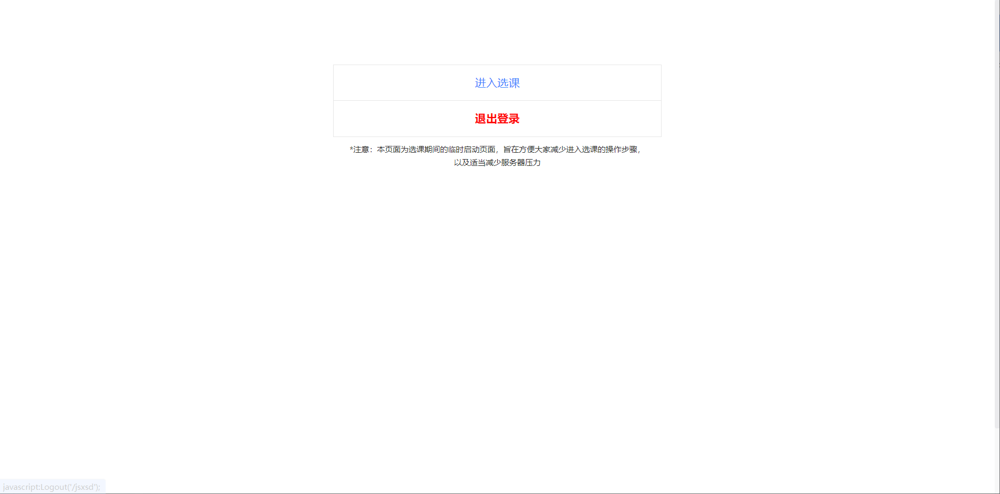 进入选课
退出登录
*注意：本页面为选课期间的临时启动页面，旨在方便大家减少进入选课的操作步骤，
以及适当减少服务器压力
javascript:Logout('/jsxsd');